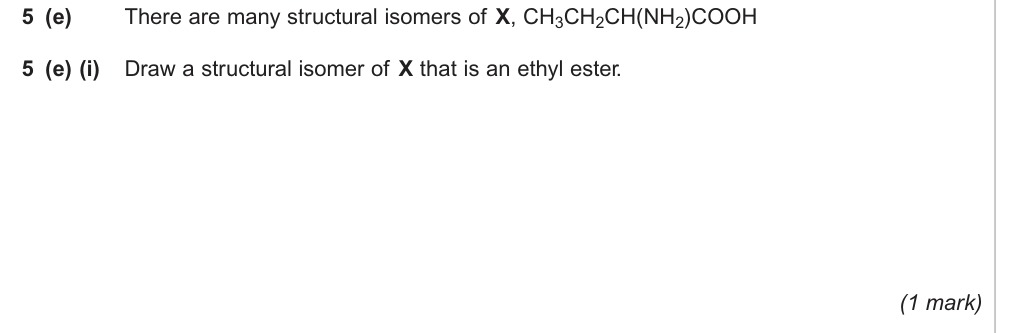 5 (e) There are many structural isomers of X, CH₃CH₂CH(NH₂)COOH
5 (e) (i) Draw a structural isomer of X that is an ethyl ester.
(1 mark)